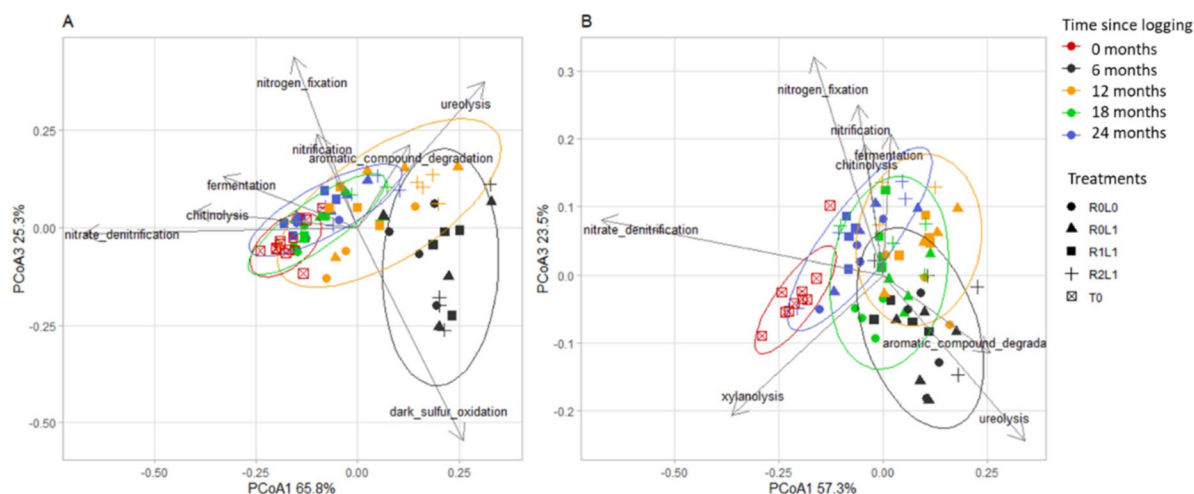 A
B
Time since logging
0 months
6 months
12 months
18 months
24 months
Treatments
R0L0
R0L1
R1L1
R2L1
T0
PCoA3 25.3%
0.25
0.00
-0.25
-0.50
nitrogen_fixation
ureolysis
nitrification
aromatic_compound_degradation
fermentation
chitinolysis
nitrate_denitrification
dark_sulfur_oxidation
-0.50
-0.25
0.00
0.25
PCoA1 65.8%
PCoA3 23.5%
0.3
0.2
0.1
0.0
-0.1
-0.2
nitrogen_fixation
nitrification
fermentation
chitinolysis
nitrate_denitrification
aromatic_compound_degrada
xylanolysis
ureolysis
-0.50
-0.25
0.00
0.25
PCoA1 57.3%